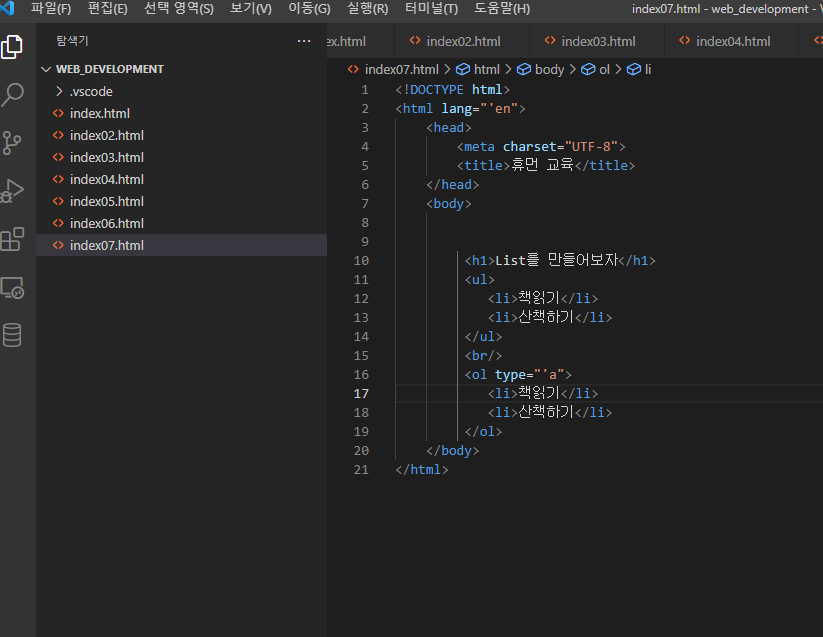 파일(F) 편집(E) 선택 영역(S) 보기(V) 이동(G) 실행(R) 터미널(T) 도움말(H) index07.html - web_development - V
탐색기 ···
ex.html <> index02.html <> index03.html <> index04.html <>
WEB_DEVELOPMENT
> .vscode
<> index.html
<> index02.html
<> index03.html
<> index04.html
<> index05.html
<> index06.html
<> index07.html
<> index07.html > html > body > ol > li
1 <!DOCTYPE html>
2 <html lang="'en">
3 <head>
4 <meta charset="UTF-8">
5 <title>휴먼 교육</title>
6 </head>
7 <body>
8
9
10 <h1>List를 만들어보자</h1>
11 <ul>
12 <li>책읽기</li>
13 <li>산책하기</li>
14 </ul>
15 <br/>
16 <ol type="'a">
17 <li>책읽기</li>
18 <li>산책하기</li>
19 </ol>
20 </body>
21 </html>